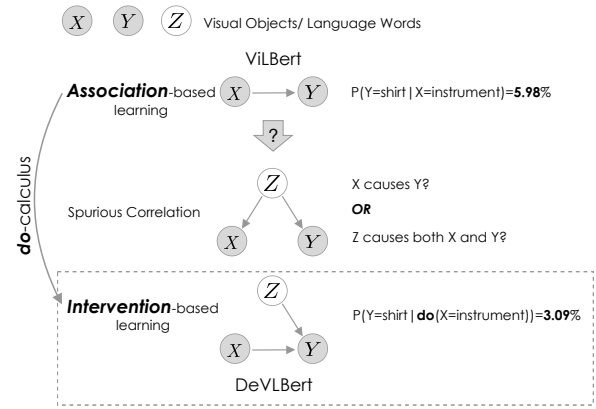 X Y Z Visual Objects/ Language Words
ViLBert
Association-based X Y P(Y=shirt|X=instrument)=5.98%
learning
?
Z X causes Y?
Spurious Correlation OR
X Y Z causes both X and Y?
do-calculus
Z
Intervention-based P(Y=shirt|do(X=instrument))=3.09%
learning
X Y
DeVLBert